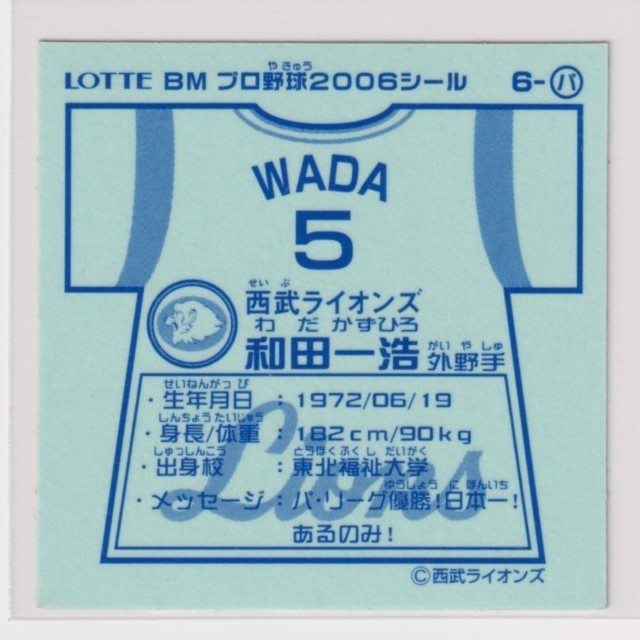 やきゅう
LOTTE BM プロ野球2006シール 6-パ
WADA
5
せいぶ
西武ライオンズ
わだかずひろ
和田一浩 外野手
がいやしゅ
せいねんがっぴ
・生年月日 : 1972/06/19
しんちょう たいじゅう
・身長/体重 : 182cm/90kg
しゅっしんこう とうほくふくしだいがく
・出身校 : 東北福祉大学
ゆうしょう にほんいち
・メッセージ : パ・リーグ優勝!日本一!
あるのみ!
Lions
©西武ライオンズ